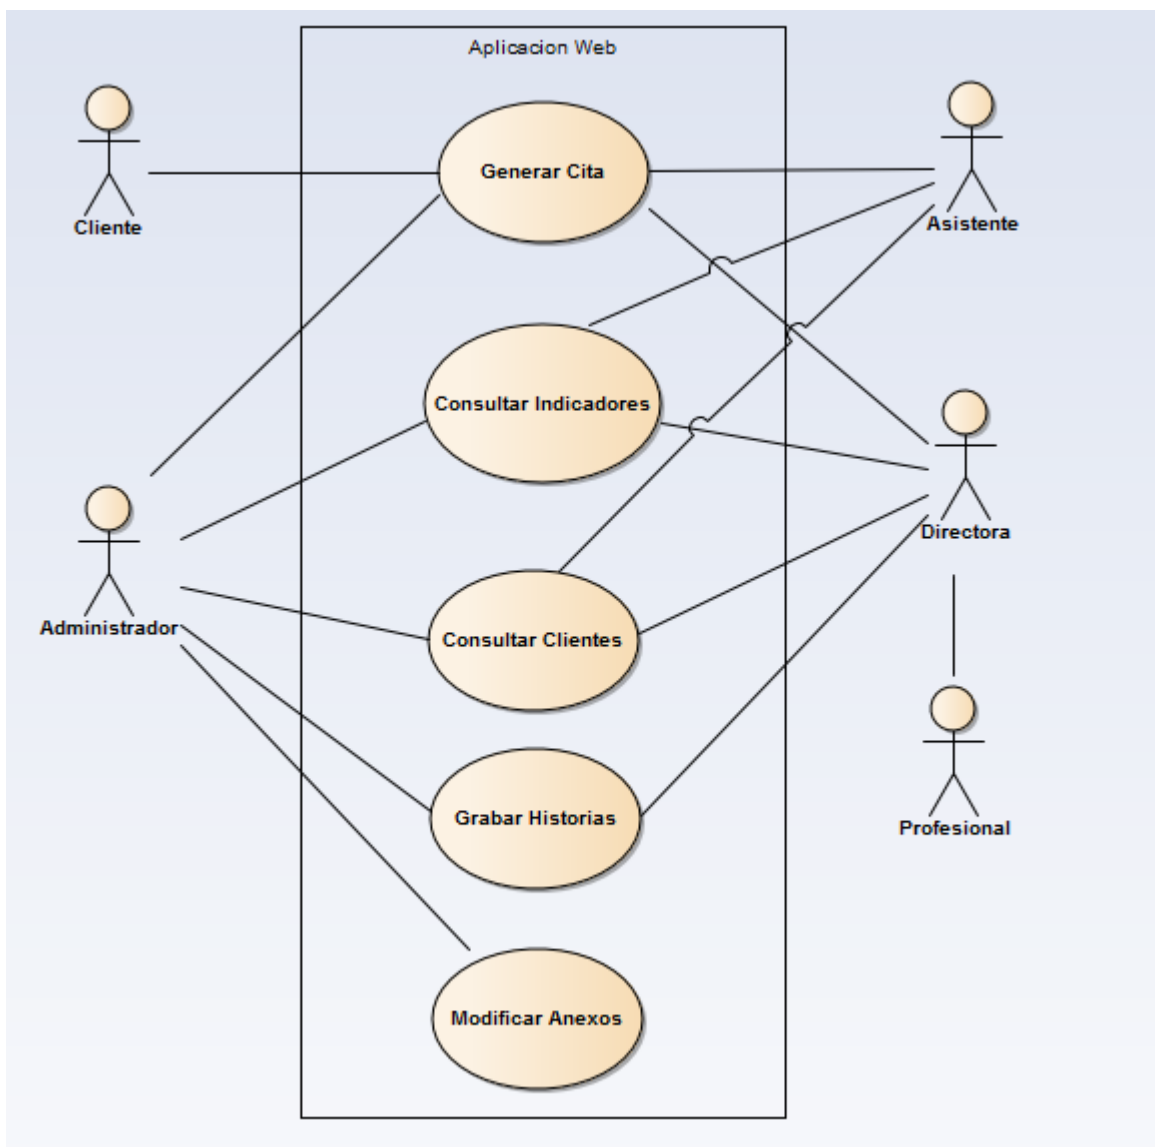 Aplicacion Web
Cliente
Generar Cita
Asistente
Consultar Indicadores
Directora
Administrador
Consultar Clientes
Grabar Historias
Profesional
Modificar Anexos